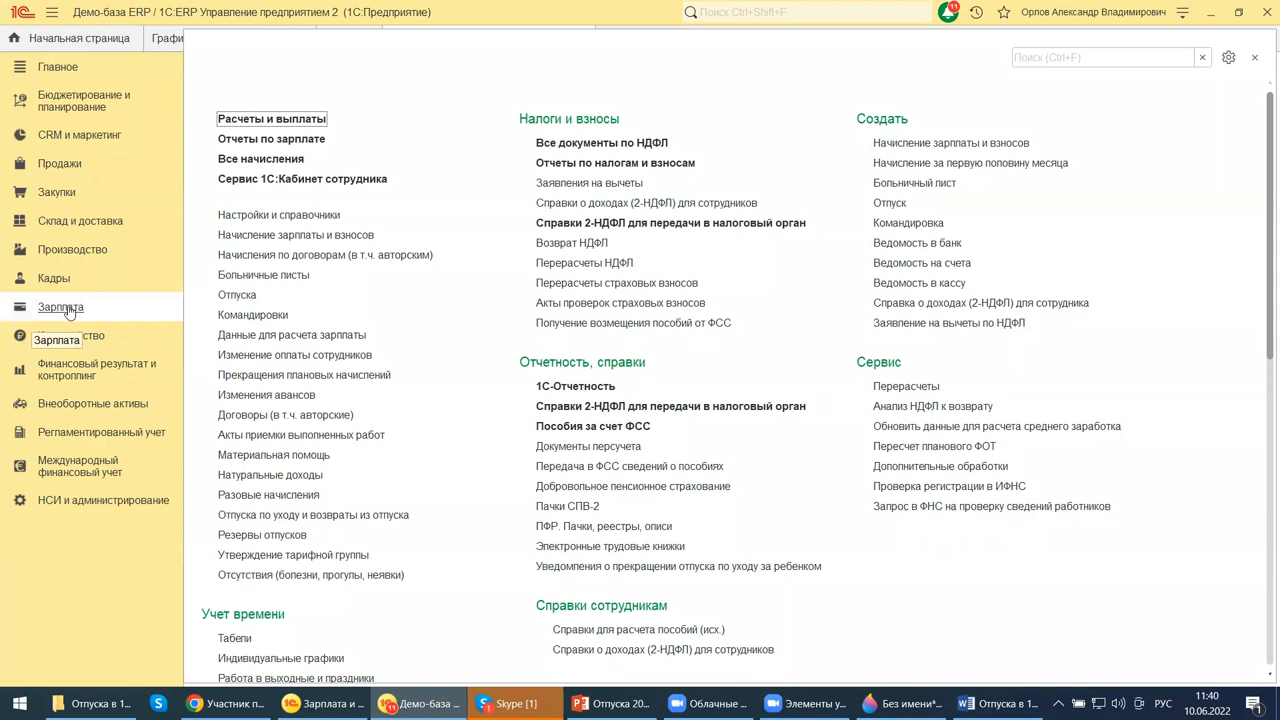 Демо-база ERP / 1С:ERP Управление предприятием 2 (1С:Предприятие)
Поиск Ctrl+Shift+F
11
Орлов Александр Владимирович
Начальная страница
Графи
Главное
Бюджетирование и
планирование
CRM и маркетинг
Продажи
Закупки
Склад и доставка
Производство
Кадры
Зарплата
ство
Зарплата
Финансовый результат и
контроллинг
Внеоборотные активы
Регламентированный учет
Международный
финансовый учет
НСИ и администрирование
Поиск (Ctrl+F)
Расчеты и выплаты
Отчеты по зарплате
Все начисления
Сервис 1С:Кабинет сотрудника
Настройки и справочники
Начисление зарплаты и взносов
Начисления по договорам (в т.ч. авторским)
Больничные листы
Отпуска
Командировки
Данные для расчета зарплаты
Изменение оплаты сотрудников
Прекращения плановых начислений
Изменения авансов
Договоры (в т.ч. авторские)
Акты приемки выполненных работ
Материальная помощь
Натуральные доходы
Разовые начисления
Отпуска по уходу и возвраты из отпуска
Резервы отпусков
Утверждение тарифной группы
Отсутствия (болезни, прогулы, неявки)
Учет времени
Табели
Индивидуальные графики
Работа в выходные и праздники
Налоги и взносы
Все документы по НДФЛ
Отчеты по налогам и взносам
Заявления на вычеты
Справки о доходах (2-НДФЛ) для сотрудников
Справки 2-НДФЛ для передачи в налоговый орган
Возврат НДФЛ
Перерасчеты НДФЛ
Перерасчеты страховых взносов
Акты проверок страховых взносов
Получение возмещения пособий от ФСС
Отчетность, справки
1С-Отчетность
Справки 2-НДФЛ для передачи в налоговый орган
Пособия за счет ФСС
Документы персучета
Передача в ФСС сведений о пособиях
Добровольное пенсионное страхование
Пачки СПВ-2
ПФР. Пачки, реестры, описи
Электронные трудовые книжки
Уведомления о прекращении отпуска по уходу за ребенком
Справки сотрудникам
Справки для расчета пособий (исх.)
Справки о доходах (2-НДФЛ) для сотрудников
Создать
Начисление зарплаты и взносов
Начисление за первую половину месяца
Больничный лист
Отпуск
Командировка
Ведомость в банк
Ведомость на счета
Ведомость в кассу
Справка о доходах (2-НДФЛ) для сотрудника
Заявление на вычеты по НДФЛ
Сервис
Перерасчеты
Анализ НДФЛ к возврату
Обновить данные для расчета среднего заработка
Пересчет планового ФОТ
Дополнительные обработки
Проверка регистрации в ИФНС
Запрос в ФНС на проверку сведений работников
Отпуска в 1...
Участник п...
Зарплата и ...
11
Демо-база ...
1
Skype [1]
Отпуска 20...
Облачные ...
Элементы у...
Без имени*...
Отпуска в 1...
РУС
11:40
10.06.2022
1